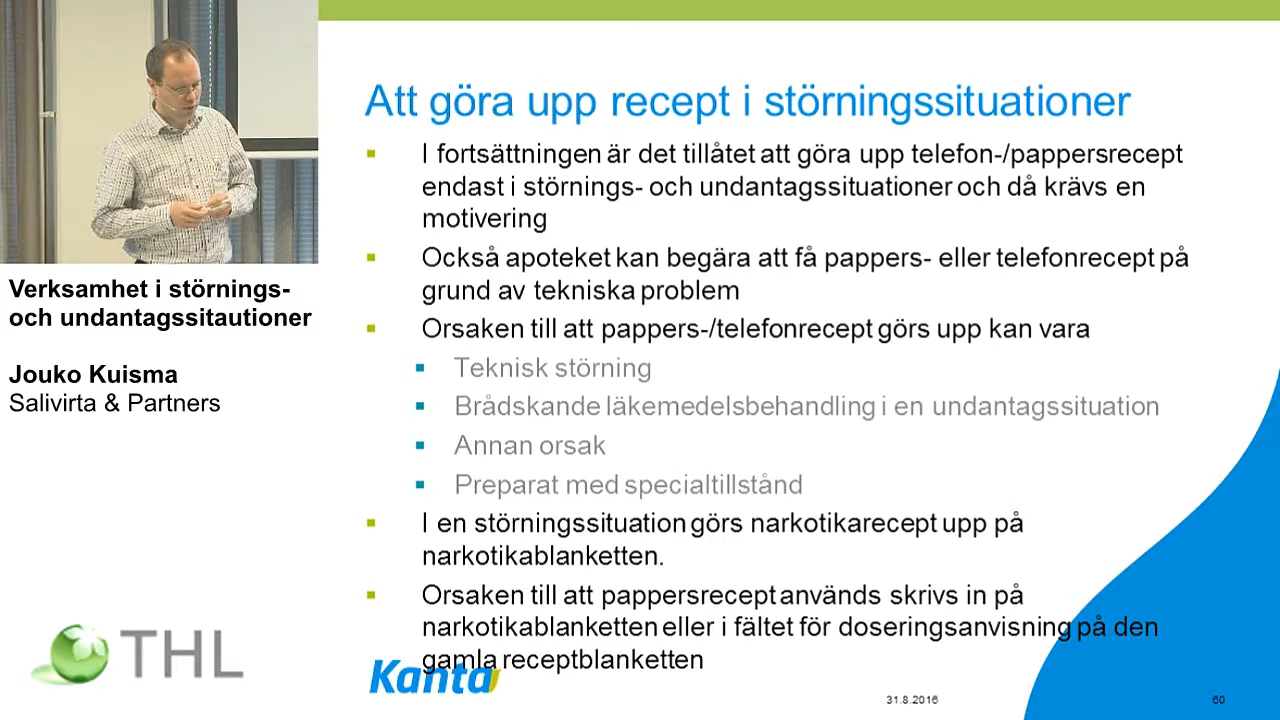 Att göra upp recept i störningssituationer
I fortsättningen är det tillåtet att göra upp telefon-/pappersrecept
endast i störnings- och undantagssituationer och då krävs en
motivering
Också apoteket kan begära att få pappers- eller telefonrecept på
grund av tekniska problem
Orsaken till att pappers-/telefonrecept görs upp kan vara
Teknisk störning
Brådskande läkemedelsbehandling i en undantagssituation
Annan orsak
Preparat med specialtillstånd
I en störningssituation görs narkotikarecept upp på
narkotikablanketten.
Orsaken till att pappersrecept används skrivs in på
narkotikablanketten eller i fältet för doseringsanvisning på den
gamla receptblanketten
Verksamhet i störnings-
och undantagssitautioner
Jouko Kuisma
Salivirta & Partners
THL
Kanta
31.8.2016
60